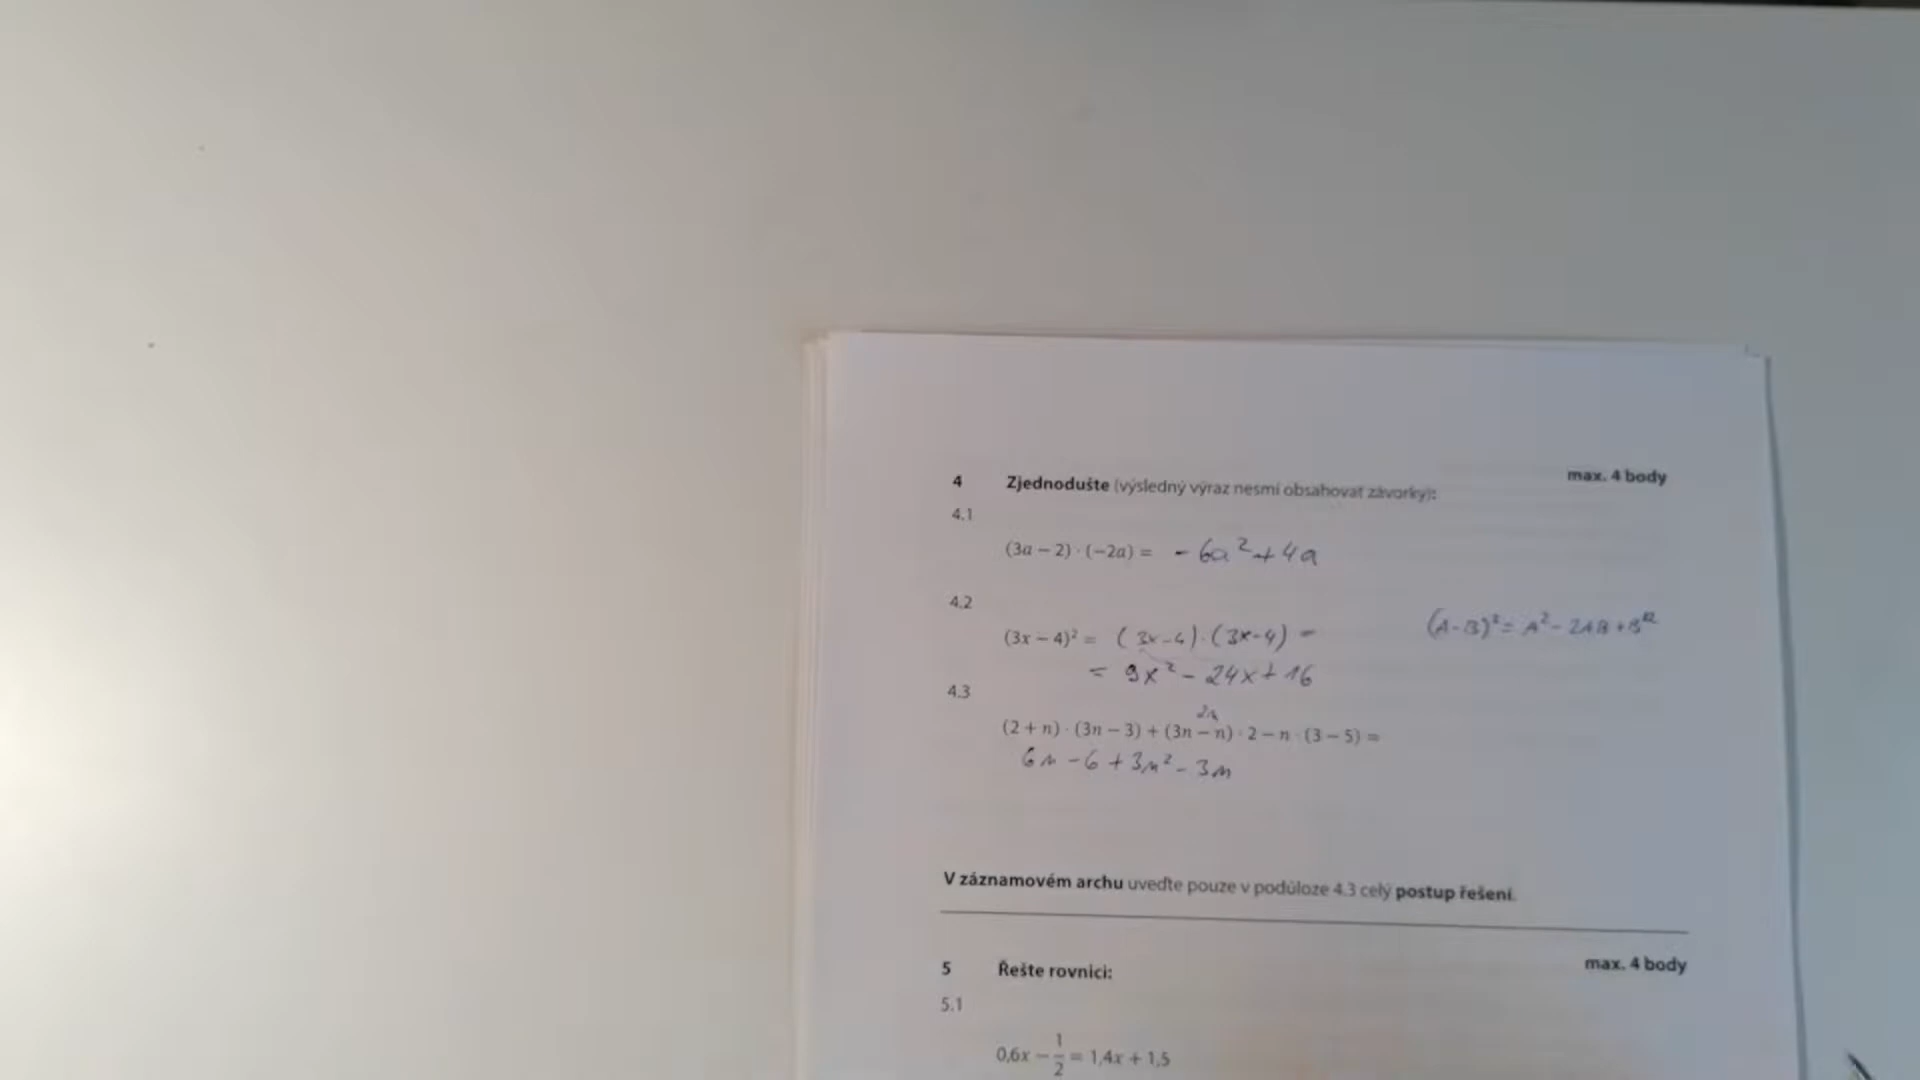 max. 4 body
4 Zjednodušte (výsledný výraz nesmí obsahovat závorky):
4.1
(3a − 2) · (−2a) = - 6a² + 4a
4.2
(3x − 4)² = (3x-4)·(3x-4) = (A-B)² = A² - 2AB + B²
= 9x² - 24x + 16
4.3
2n
(2 + n) · (3n − 3) + (3n − n) · 2 − n · (3 − 5) =
6n - 6 + 3n² - 3n
V záznamovém archu uveďte pouze v podúloze 4.3 celý postup řešení.
max. 4 body
5 Řešte rovnici:
5.1
0,6x − 1/2 = 1,4x + 1,5